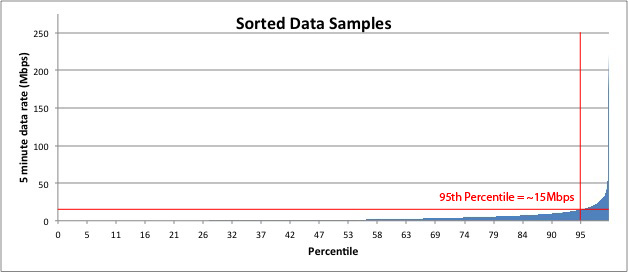 Sorted Data Samples
5 minute data rate (Mbps)
250
200
150
100
50
0
95th Percentile = ~15Mbps
0 5 11 16 21 26 32 37 42 47 53 58 63 69 74 79 84 90 95
Percentile